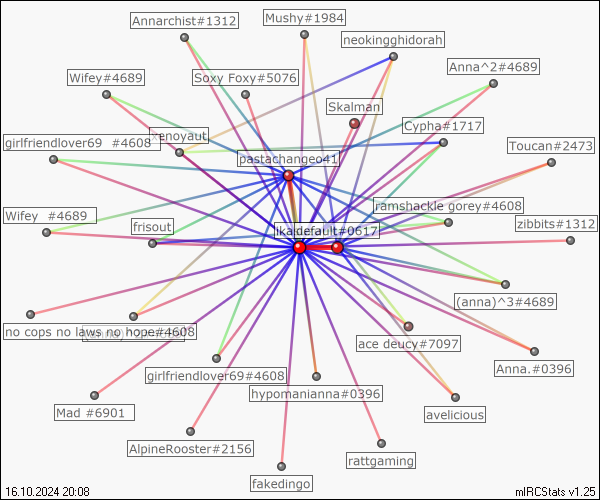 Mushy#1984
Annarchist#1312
neokingghidorah
Anna^2#4689
Wifey#4689
Soxy Foxy#5076
Skalman
Cypha#1717
xenoyaut
girlfriendlover69 #4608
Toucan#2473
pastachangeo41
ramshackle gorey#4608
Wifey #4689
zibbits#1312
frisout
default#0617
(anna)^3#4689
no cops no laws no hope#4608
ace deucy#7097
Anna.#0396
girlfriendlover69#4608
hypomanianna#0396
Mad #6901
avelicious
AlpineRooster#2156
rattgaming
fakedingo
16.10.2024 20:08
mIRCStats v1.25